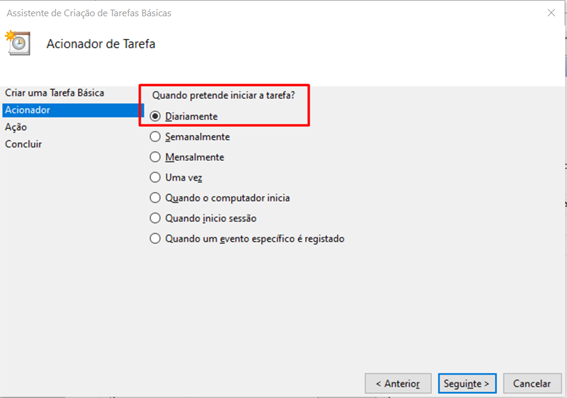 Assistente de Criação de Tarefas Básicas
Acionador de Tarefa
Criar uma Tarefa Básica
Acionador
Ação
Concluir
Quando pretende iniciar a tarefa?
Diariamente
Semanalmente
Mensalmente
Uma vez
Quando o computador inicia
Quando inicio sessão
Quando um evento específico é registado
< Anterior
Seguinte >
Cancelar